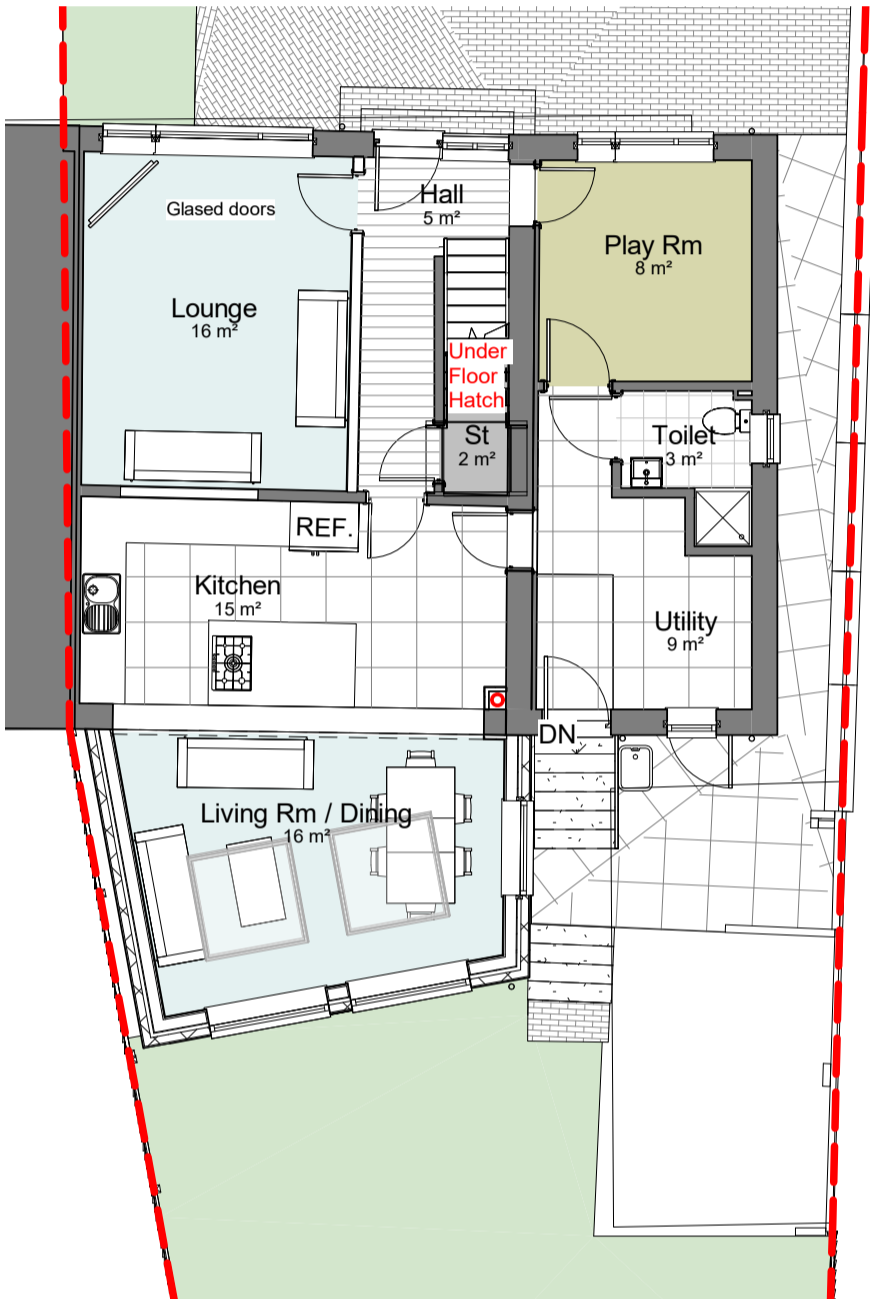 Hall
5 m²
Glased doors
Play Rm
8 m²
Lounge
16 m²
Under
Floor
Hatch
St
2 m²
Toilet
3 m²
REF.
Kitchen
15 m²
Utility
9 m²
DN
Living Rm / Dining
16 m²